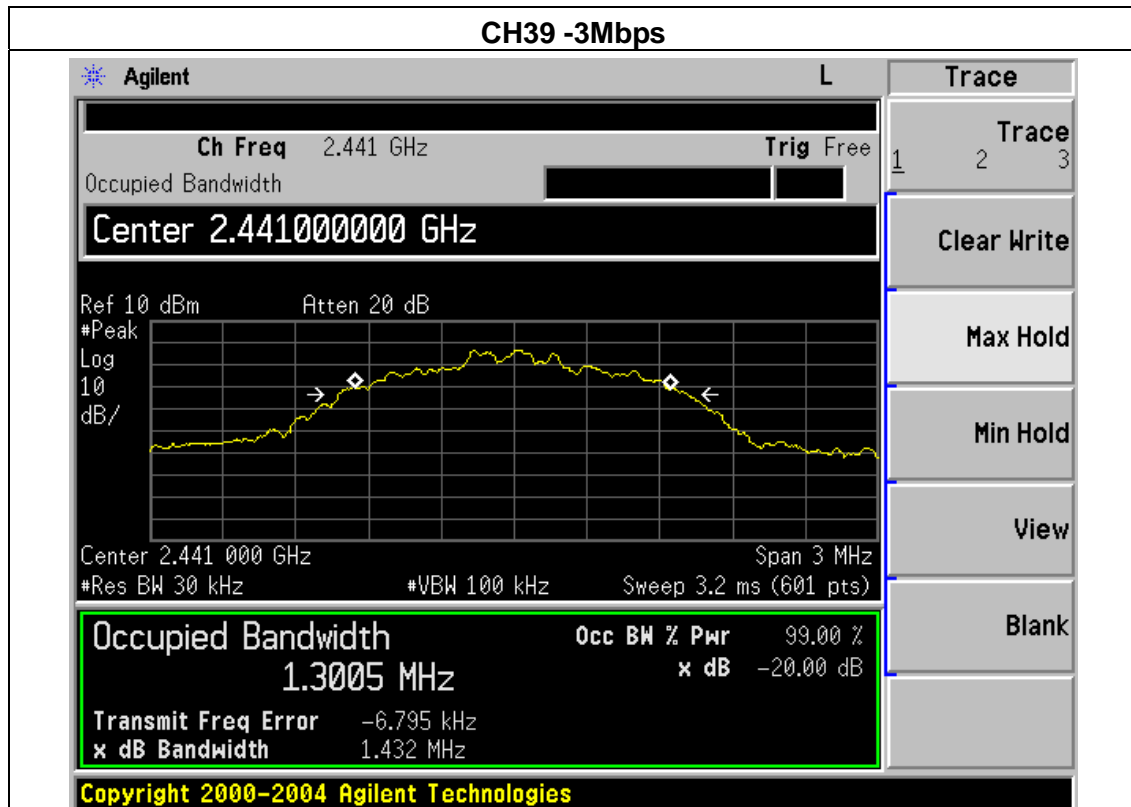 CH39 -3Mbps
Agilent L Trace
Ch Freq 2.441 GHz Trig Free
Occupied Bandwidth
Trace
1 2 3
Center 2.441000000 GHz
Clear Write
Ref 10 dBm Atten 20 dB
#Peak
Log
10
dB/
Max Hold
Min Hold
View
Center 2.441 000 GHz Span 3 MHz
#Res BW 30 kHz #VBW 100 kHz Sweep 3.2 ms (601 pts)
Blank
Occupied Bandwidth Occ BW % Pwr 99.00 %
1.3005 MHz x dB -20.00 dB
Transmit Freq Error -6.795 kHz
x dB Bandwidth 1.432 MHz
Copyright 2000-2004 Agilent Technologies